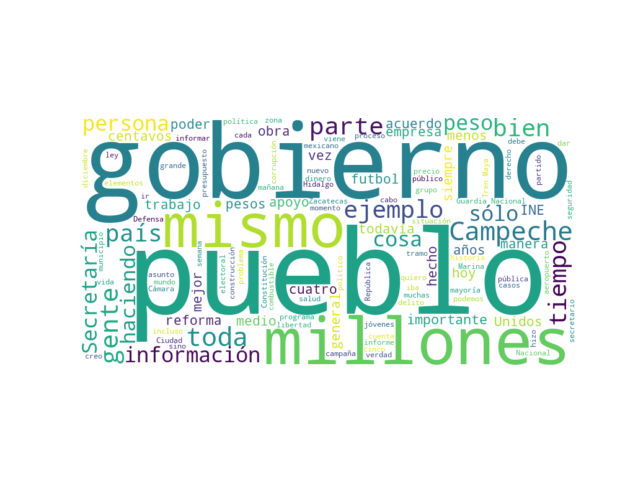 persona
poder
política
zona
parte
acuerdo
peso
bien
centavos
obra
cada
viene
proceso
empresa
menos
debe
dar
diciembre
ley
grande
elementos
ir
presupuesto
gobierno
corrupción
mañana
vez
mexicano
nuevo
dinero
futbol
precio
público
grupo
siempre
Tren Maya
derecho
partido
seguridad
trabajo
pesos
apoyo
Hidalgo
Zacatecas
momento
cabo
situación
Guardia Nacional
Defensa
mismo
ejemplo
sólo
INE
Secretaría
municipio
país
todavía
cosa
Campeche
manera
gente
haciendo
semana
construcción
problema
pueblo
tramo
hecho
años
historia
Marina
hoy
aeropuerto
tiempo
vida
asunto
mundo
Cámara
mejor
electoral
Constitución
combustible
salud
cuatro
República
político
quiero
iba
muchas
delito
mayoría
podemos
pública
casos
secretario
reforma
medio
programa
libertad
general
jóvenes
importante
Unidos
incluso
toda
cuenta
informe
cinco
millones
hizo
creo
Ciudad
sino
información
campaña
verdad
Nacional
informar